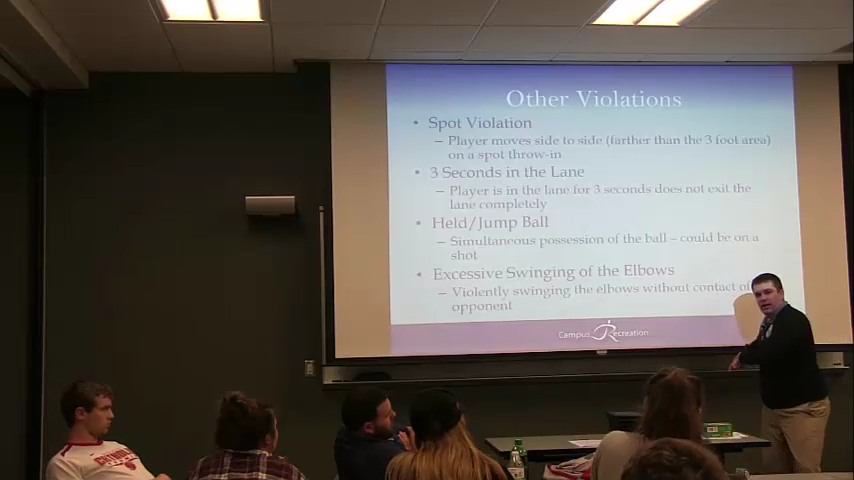 Other Violations
• Spot Violation
– Player moves side to side (farther than the 3 foot area)
on a spot throw-in
• 3 Seconds in the Lane
– Player is in the lane for 3 seconds does not exit the
lane completely
• Held/Jump Ball
– Simultaneous possession of the ball – could be on a
shot
• Excessive Swinging of the Elbows
– Violently swinging the elbows without contact of
opponent
Campus Recreation